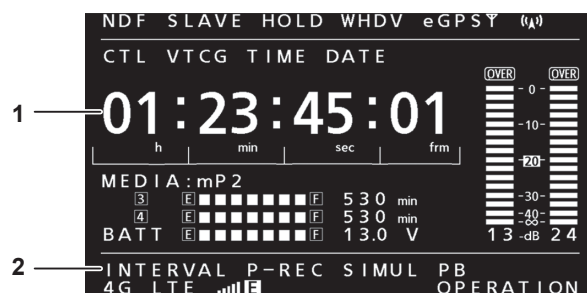 NDF SLAVE HOLD WHDV eGPS
CTL VTCG TIME DATE
OVER OVER
1
01:23:45:01
h min sec frm
0
-10-
-20-
-30-
-40-
-∞-
MEDIA:mP2
3 E F 530 min
4 E F 530 min
BATT E F 13.0 V
13 -dB 24
2
INTERVAL P-REC SIMUL PB
4G LTE E OPERATION